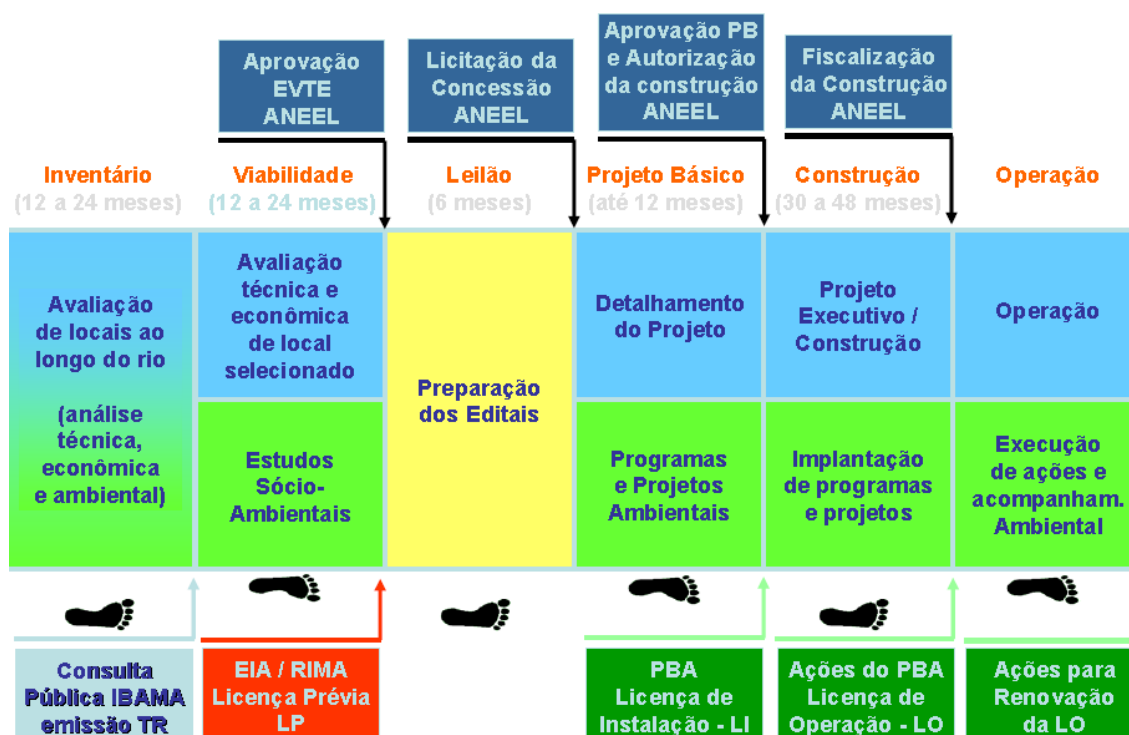 Aprovação
EVTE
ANEEL
Licitação da
Concessão
ANEEL
Aprovação PB
e Autorização
da construção
ANEEL
Fiscalização
da Construção
ANEEL
Inventário
(12 a 24 meses)
Viabilidade
(12 a 24 meses)
Leilão
(6 meses)
Projeto Básico
(até 12 meses)
Construção
(30 a 48 meses)
Operação
Avaliação
de locais ao
longo do rio
(análise
técnica,
econômica
e ambiental)
Avaliação
técnica e
econômica
de local
selecionado
Estudos
Sócio-
Ambientais
Preparação
dos Editais
Detalhamento
do Projeto
Programas
e Projetos
Ambientais
Projeto
Executivo /
Construção
Implantação
de programas
e projetos
Operação
Execução
de ações e
acompanham.
Ambiental
Consulta
Pública IBAMA
emissão TR
EIA / RIMA
Licença Prévia
LP
PBA
Licença de
Instalação - LI
Ações do PBA
Licença de
Operação - LO
Ações para
Renovação
da LO